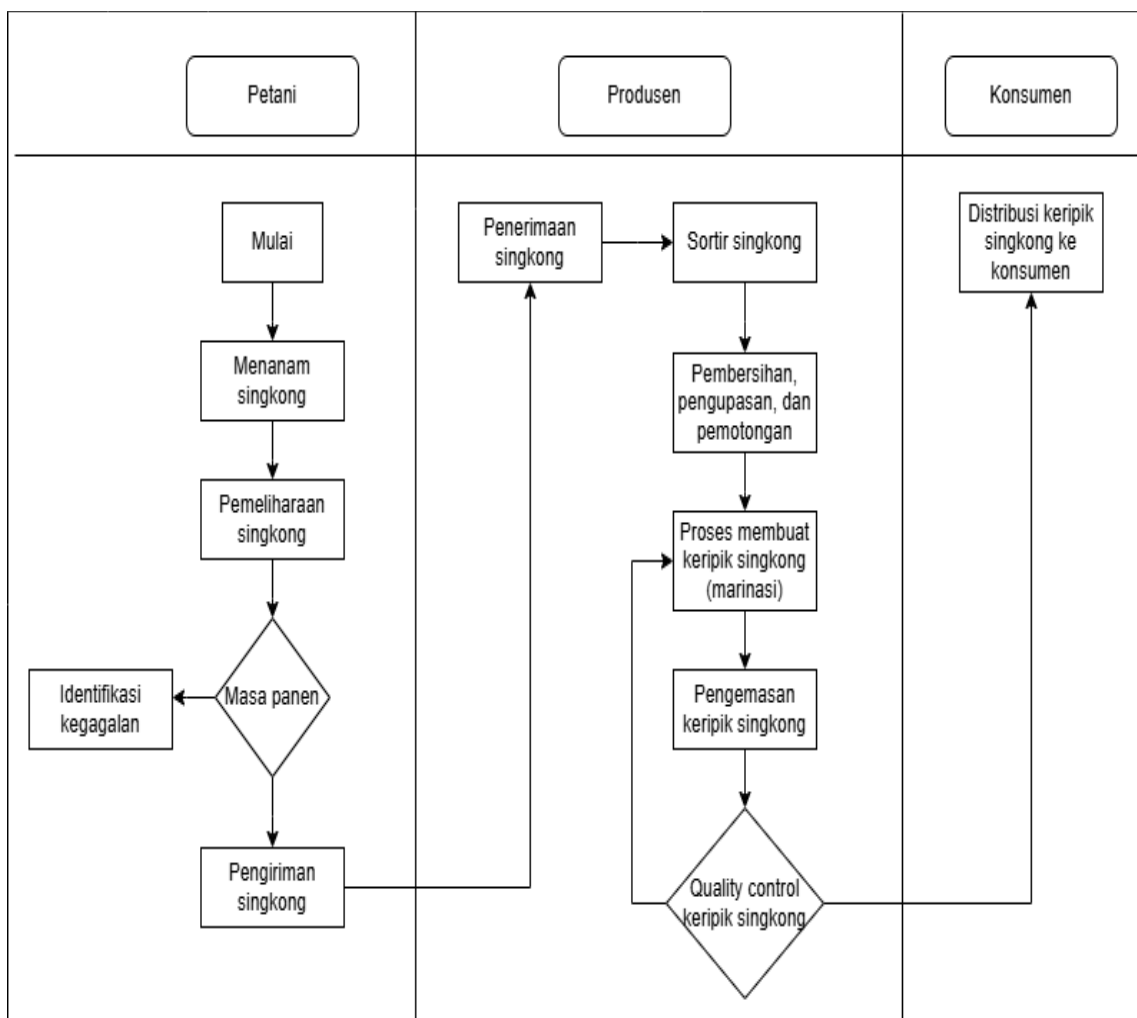 Petani
Produsen
Konsumen
Mulai
Menanam
singkong
Pemeliharaan
singkong
Masa panen
Identifikasi
kegagalan
Pengiriman
singkong
Penerimaan
singkong
Sortir singkong
Pembersihan,
pengupasan, dan
pemotongan
Proses membuat
keripik singkong
(marinasi)
Pengemasan
keripik singkong
Quality control
keripik singkong
Distribusi keripik
singkong ke
konsumen